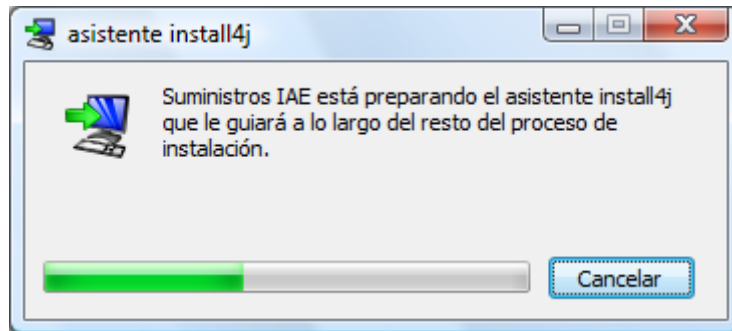 asistente install4j
Suministros IAE está preparando el asistente install4j
que le guiará a lo largo del resto del proceso de
instalación.
Cancelar